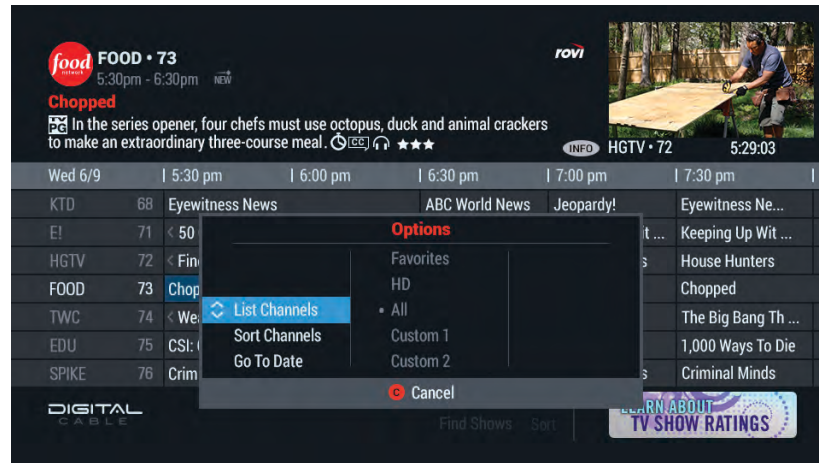 food
network
FOOD • 73
5:30pm - 6:30pm NEW
rovi
Chopped
TV PG In the series opener, four chefs must use octopus, duck and animal crackers
to make an extraordinary three-course meal. CC ★★★
INFO HGTV • 72 5:29:03
Wed 6/9 | 5:30 pm | 6:00 pm | 6:30 pm | 7:00 pm | 7:30 pm |
KTD 68 Eyewitness News ABC World News Jeopardy! Eyewitness Ne...
E! 71 < 50 it ... Keeping Up Wit ...
HGTV 72 < Fin s House Hunters
FOOD 73 Chop Chopped
TWC 74 < We The Big Bang Th ...
EDU 75 CSI: 1,000 Ways To Die
SPIKE 76 Crim s Criminal Minds
Options
Favorites
HD
List Channels • All
Sort Channels Custom 1
Go To Date Custom 2
C Cancel
DIGITAL
CABLE
Find Shows Sort
LEARN ABOUT
TV SHOW RATINGS